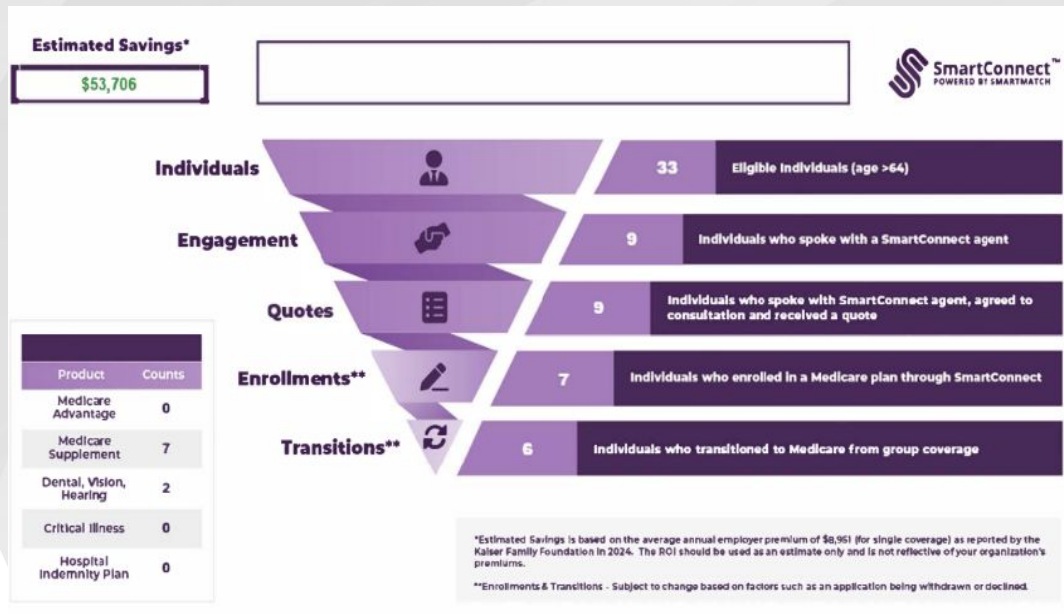 Estimated Savings*
$53,706
SmartConnect™
POWERED BY SMARTMATCH
Individuals
33
Eligible Individuals (age >64)
Engagement
9
Individuals who spoke with a SmartConnect agent
Quotes
9
Individuals who spoke with SmartConnect agent, agreed to
consultation and received a quote
Enrollments**
7
Individuals who enrolled in a Medicare plan through SmartConnect
Transitions**
6
Individuals who transitioned to Medicare from group coverage
Product Counts
Medicare
Advantage
0
Medicare
Supplement
7
Dental, Vision,
Hearing
2
Critical Illness 0
Hospital
Indemnity Plan
0
*Estimated Savings is based on the average annual employer premium of $8,951 (for single coverage) as reported by the
Kaiser Family Foundation in 2024. The ROI should be used as an estimate only and is not reflective of your organization's
premiums.
**Enrollments & Transitions - Subject to change based on factors such as an application being withdrawn or declined.